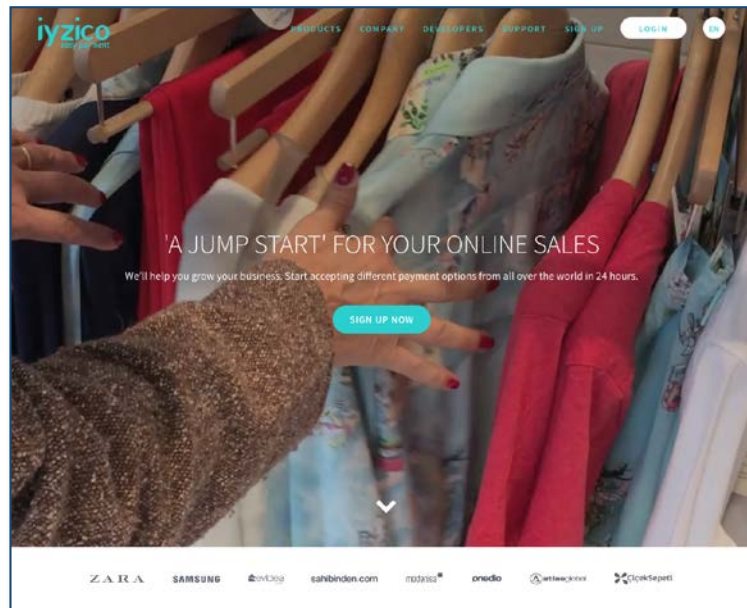 iyzico
easy payment
PRODUCTS COMPANY DEVELOPERS SUPPORT SIGN UP LOGIN EN
'A JUMP START' FOR YOUR ONLINE SALES
We'll help you grow your business. Start accepting different payment options from all over the world in 24 hours.
SIGN UP NOW
ZARA SAMSUNG evidea sahibinden.com modanisa onedio ÇiçekSepeti